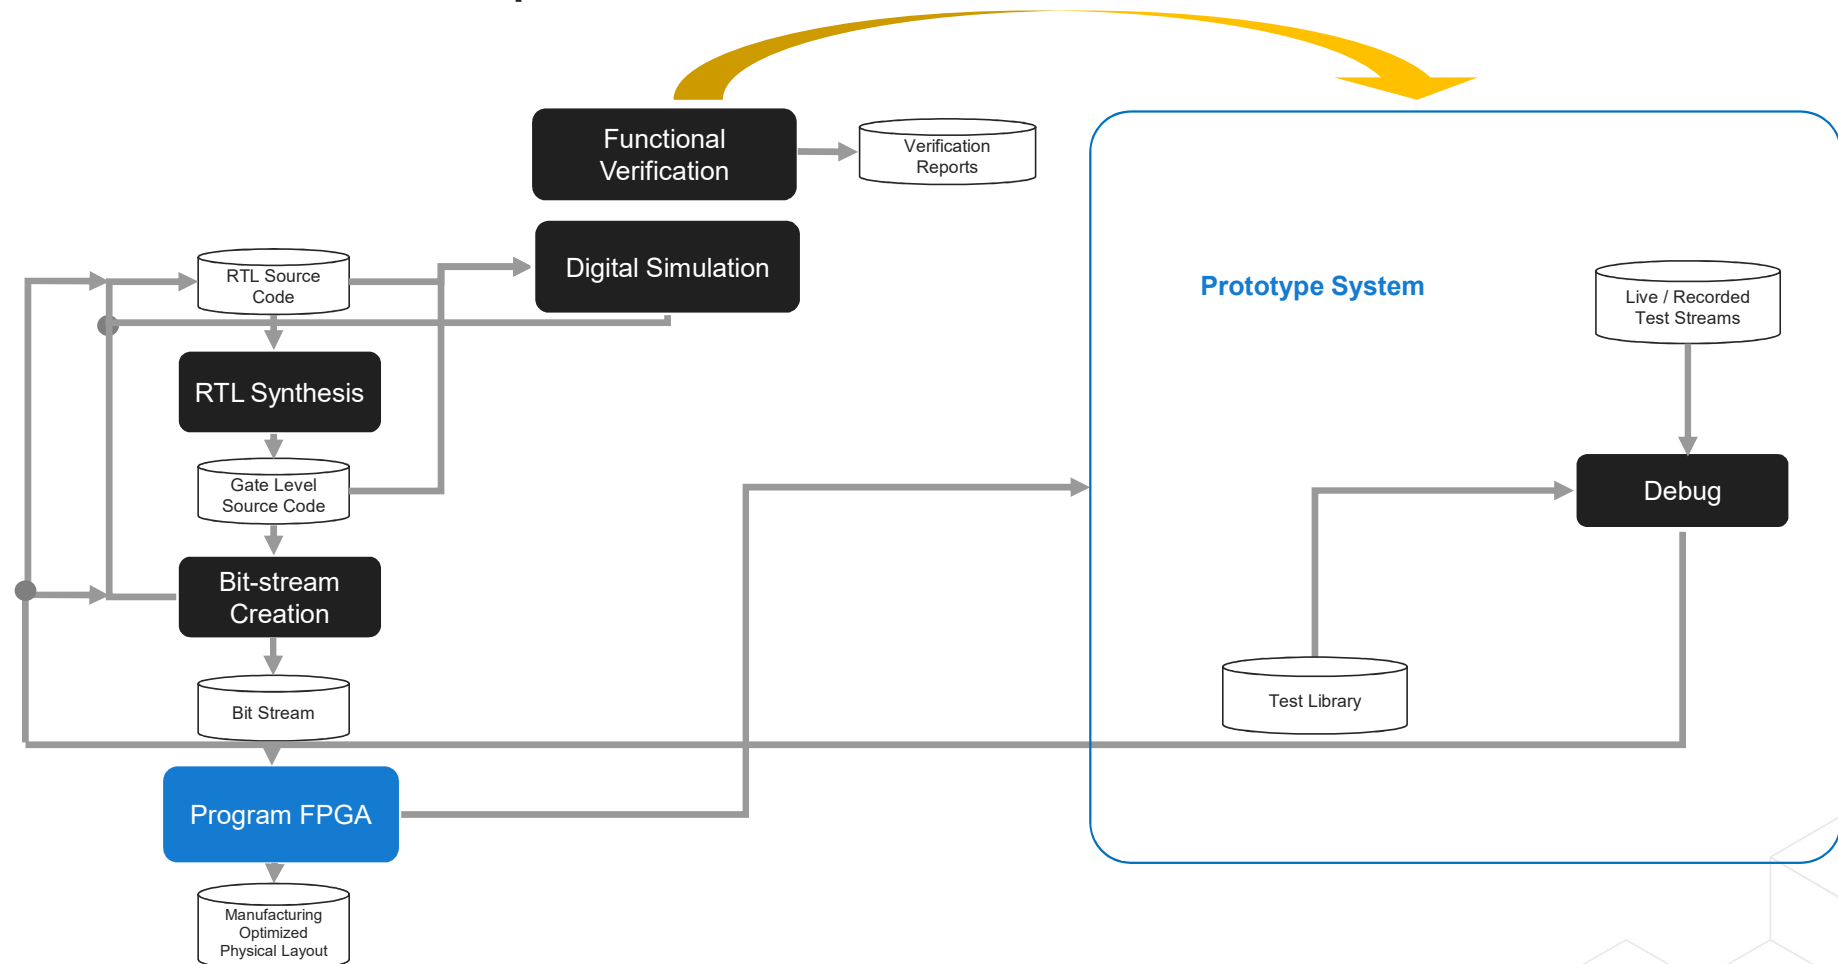 Functional
Verification
Verification
Reports
Digital Simulation
RTL Source
Code
Prototype System
Live / Recorded
Test Streams
RTL Synthesis
Gate Level
Source Code
Debug
Bit-stream
Creation
Test Library
Bit Stream
Program FPGA
Manufacturing
Optimized
Physical Layout